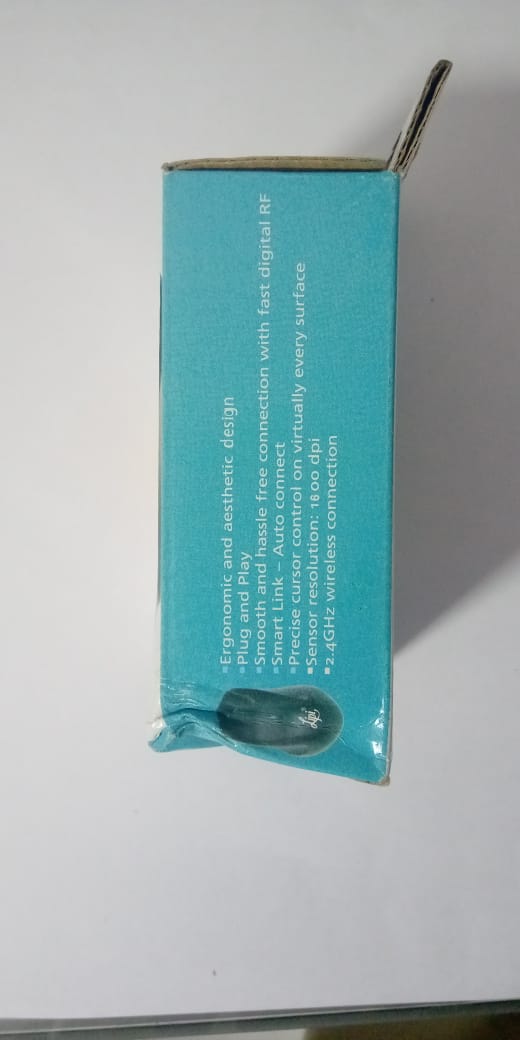 Ergonomic and aesthetic design
Plug and Play
Smooth and hassle free connection with fast digital RF
Smart Link – Auto connect
Precise cursor control on virtually every surface
Sensor resolution: 1600 dpi
2.4GHz wireless connection
Lipi